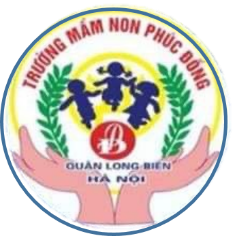 TRƯỜNG MẦM NON PHÚC ĐỒNG
QUẬN LONG BIÊN
HÀ NỘI